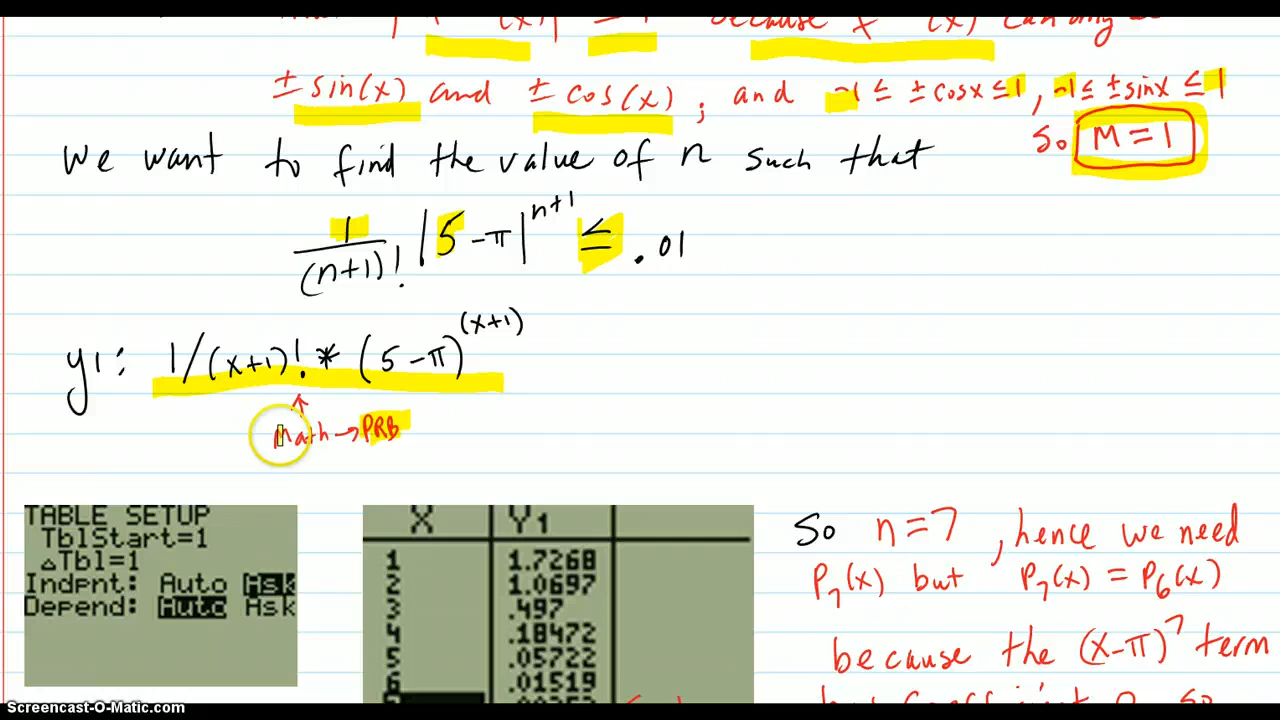 because x (x) can only
± sin(x) and ± cos(x), and -1 ≤ ± cosx ≤ 1, -1 ≤ ± sinx ≤ 1
So M = 1
We want to find the value of n such that
1/(n+1)! |5-π|^(n+1) ≤ .01
y1: 1/(x+1)! * (5-π)^(x+1)
Math → PRB
TABLE SETUP
TblStart=1
△Tbl=1
Indpnt: Auto Ask
Depend: Auto Ask
X Y1
1 1.7268
2 1.0697
3 .497
4 .18472
5 .05722
6 .01519
So n = 7, hence we need
P₇(x) but P₇(x) = P₆(x)
because the (x-π)⁷ term
Screencast-O-Matic.com